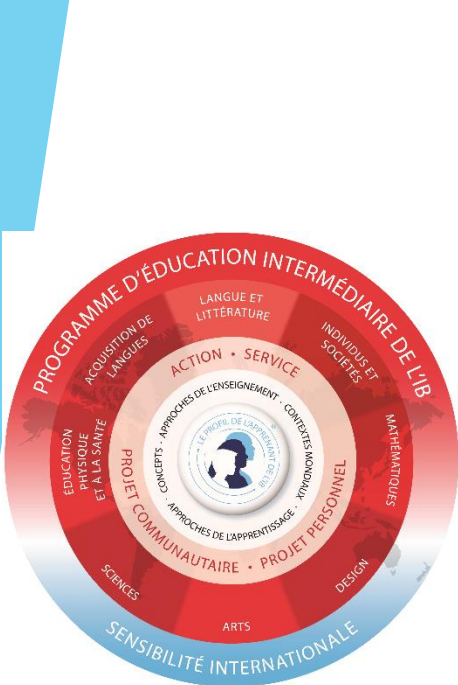 PROGRAMME D'ÉDUCATION INTERMÉDIAIRE DE L'IB
LANGUE ET
LITTÉRATURE
INDIVIDUS ET
SOCIÉTÉS
MATHÉMATIQUES
DESIGN
ARTS
SCIENCES
ÉDUCATION
PHYSIQUE
ET À LA SANTÉ
ACQUISITION DE
LANGUES
ACTION • SERVICE
PROJET PERSONNEL
PROJET COMMUNAUTAIRE •
APPROCHES DE L'ENSEIGNEMENT ·
CONTEXTES MONDIAUX ·
APPROCHES DE L'APPRENTISSAGE ·
CONCEPTS ·
LE PROFIL DE L'APPRENANT DE L'IB
SENSIBILITÉ INTERNATIONALE